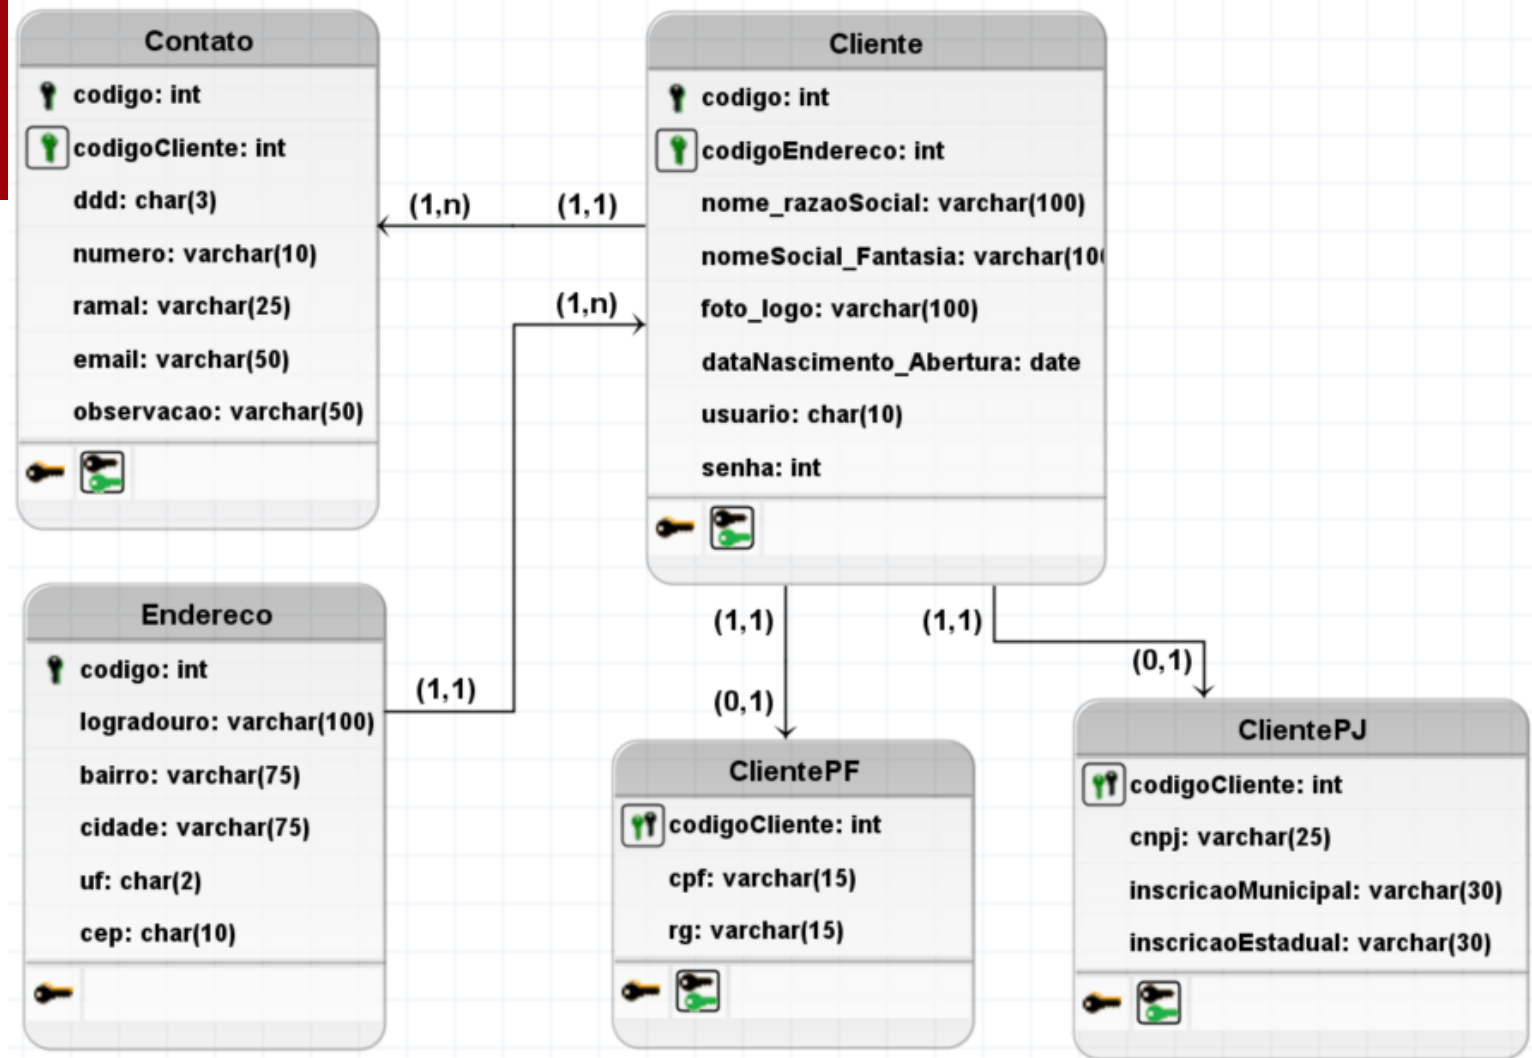 Contato
codigo: int
codigoCliente: int
ddd: char(3)
numero: varchar(10)
ramal: varchar(25)
email: varchar(50)
observacao: varchar(50)
(1,n)
(1,1)
Cliente
codigo: int
codigoEndereco: int
nome_razaoSocial: varchar(100)
nomeSocial_Fantasia: varchar(10
foto_logo: varchar(100)
dataNascimento_Abertura: date
usuario: char(10)
senha: int
(1,n)
(1,1)
Endereco
codigo: int
logradouro: varchar(100)
bairro: varchar(75)
cidade: varchar(75)
uf: char(2)
cep: char(10)
(1,1)
(0,1)
ClientePF
codigoCliente: int
cpf: varchar(15)
rg: varchar(15)
(1,1)
(0,1)
ClientePJ
codigoCliente: int
cnpj: varchar(25)
inscricaoMunicipal: varchar(30)
inscricaoEstadual: varchar(30)